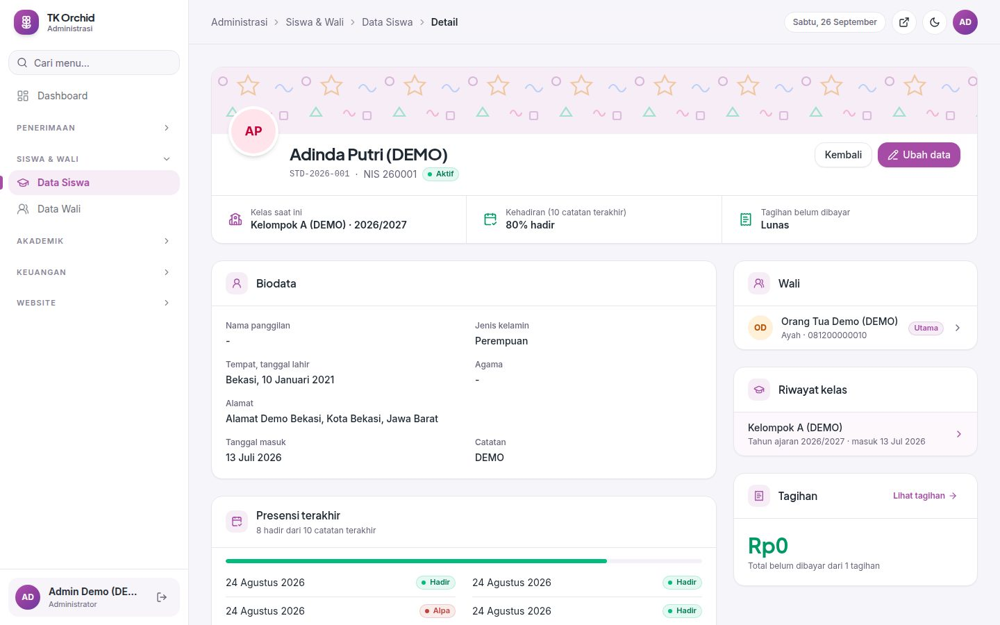 TK Orchid
Administrasi
Cari menu...
Dashboard
PENERIMAAN
SISWA & WALI
Data Siswa
Data Wali
AKADEMIK
KEUANGAN
WEBSITE
AD
Admin Demo (DE...
Administrator
Administrasi > Siswa & Wali > Data Siswa > Detail
Sabtu, 26 September
AD
AP
Adinda Putri (DEMO)
STD-2026-001 · NIS 260001 Aktif
Kembali
Ubah data
Kelas saat ini
Kelompok A (DEMO) · 2026/2027
Kehadiran (10 catatan terakhir)
80% hadir
Tagihan belum dibayar
Lunas
Biodata
Nama panggilan
-
Jenis kelamin
Perempuan
Tempat, tanggal lahir
Bekasi, 10 Januari 2021
Agama
-
Alamat
Alamat Demo Bekasi, Kota Bekasi, Jawa Barat
Tanggal masuk
13 Juli 2026
Catatan
DEMO
Presensi terakhir
8 hadir dari 10 catatan terakhir
24 Agustus 2026 Hadir
24 Agustus 2026 Hadir
24 Agustus 2026 Alpa
24 Agustus 2026 Hadir
Wali
OD
Orang Tua Demo (DEMO)
Ayah · 081200000010
Utama
Riwayat kelas
Kelompok A (DEMO)
Tahun ajaran 2026/2027 · masuk 13 Jul 2026
Tagihan
Lihat tagihan
Rp0
Total belum dibayar dari 1 tagihan